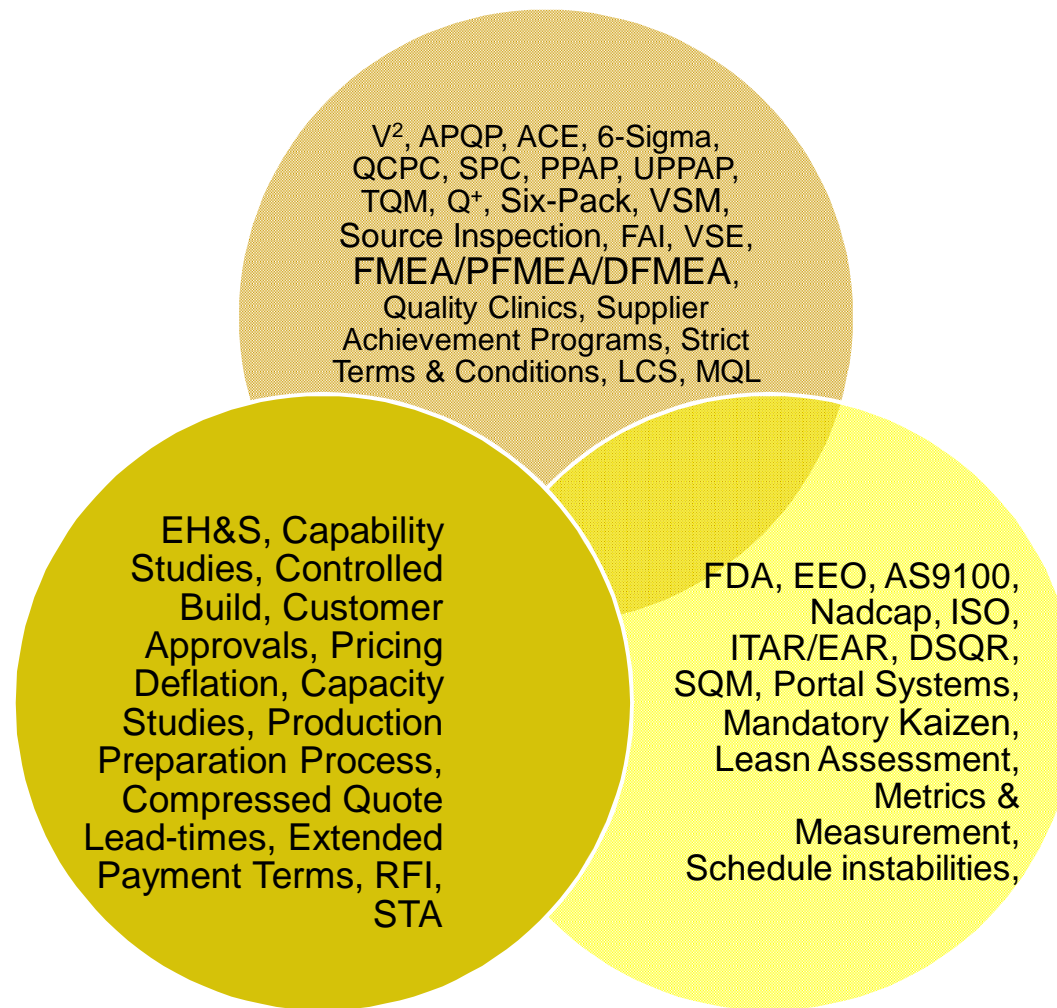 V², APQP, ACE, 6-Sigma,
QCPC, SPC, PPAP, UPPAP,
TQM, Q⁺, Six-Pack, VSM,
Source Inspection, FAI, VSE,
FMEA/PFMEA/DFMEA,
Quality Clinics, Supplier
Achievement Programs, Strict
Terms & Conditions, LCS, MQL
EH&S, Capability
Studies, Controlled
Build, Customer
Approvals, Pricing
Deflation, Capacity
Studies, Production
Preparation Process,
Compressed Quote
Lead-times, Extended
Payment Terms, RFI,
STA
FDA, EEO, AS9100,
Nadcap, ISO,
ITAR/EAR, DSQR,
SQM, Portal Systems,
Mandatory Kaizen,
Leasn Assessment,
Metrics &
Measurement,
Schedule instabilities,